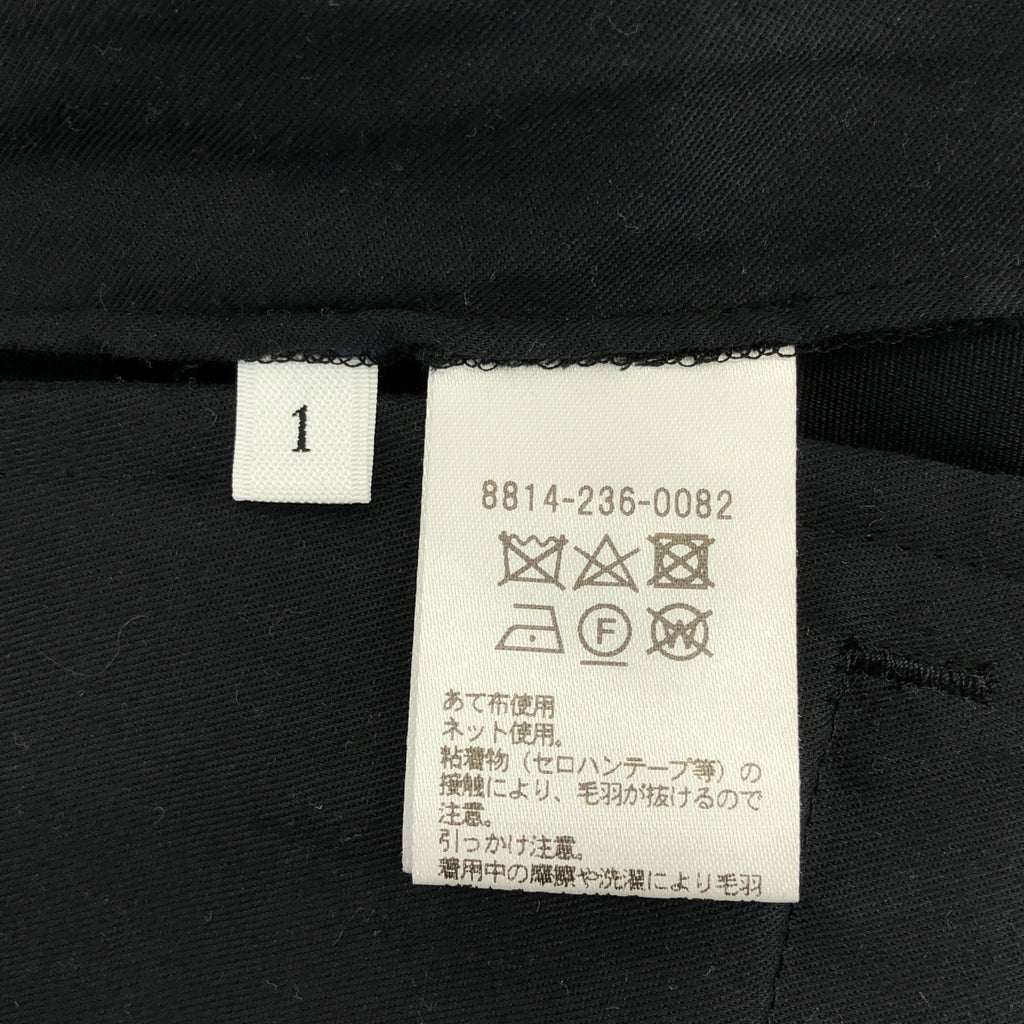 1
8814-236-0082
F W
あて布使用
ネット使用。
粘着物（セロハンテープ等）の
接触により、毛羽が抜けるので
注意。
引っかけ注意。
着用中の摩擦や洗濯により毛羽